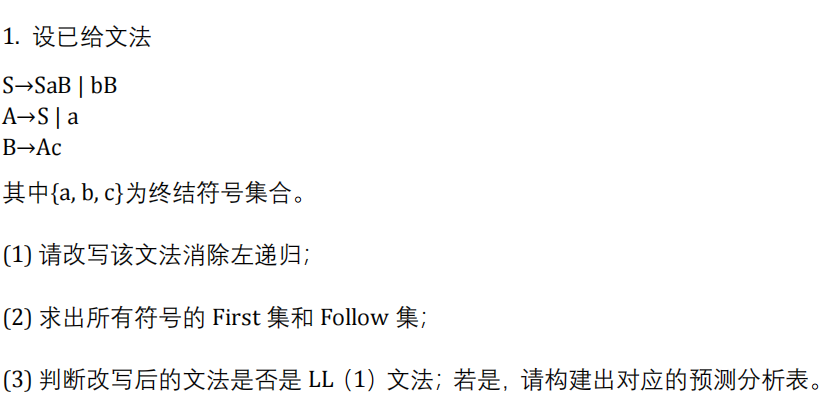 1. 设已给文法
S→SaB | bB
A→S | a
B→Ac
其中{a, b, c}为终结符号集合。
(1) 请改写该文法消除左递归；
(2) 求出所有符号的 First 集和 Follow 集；
(3) 判断改写后的文法是否是 LL（1）文法；若是，请构建出对应的预测分析表。